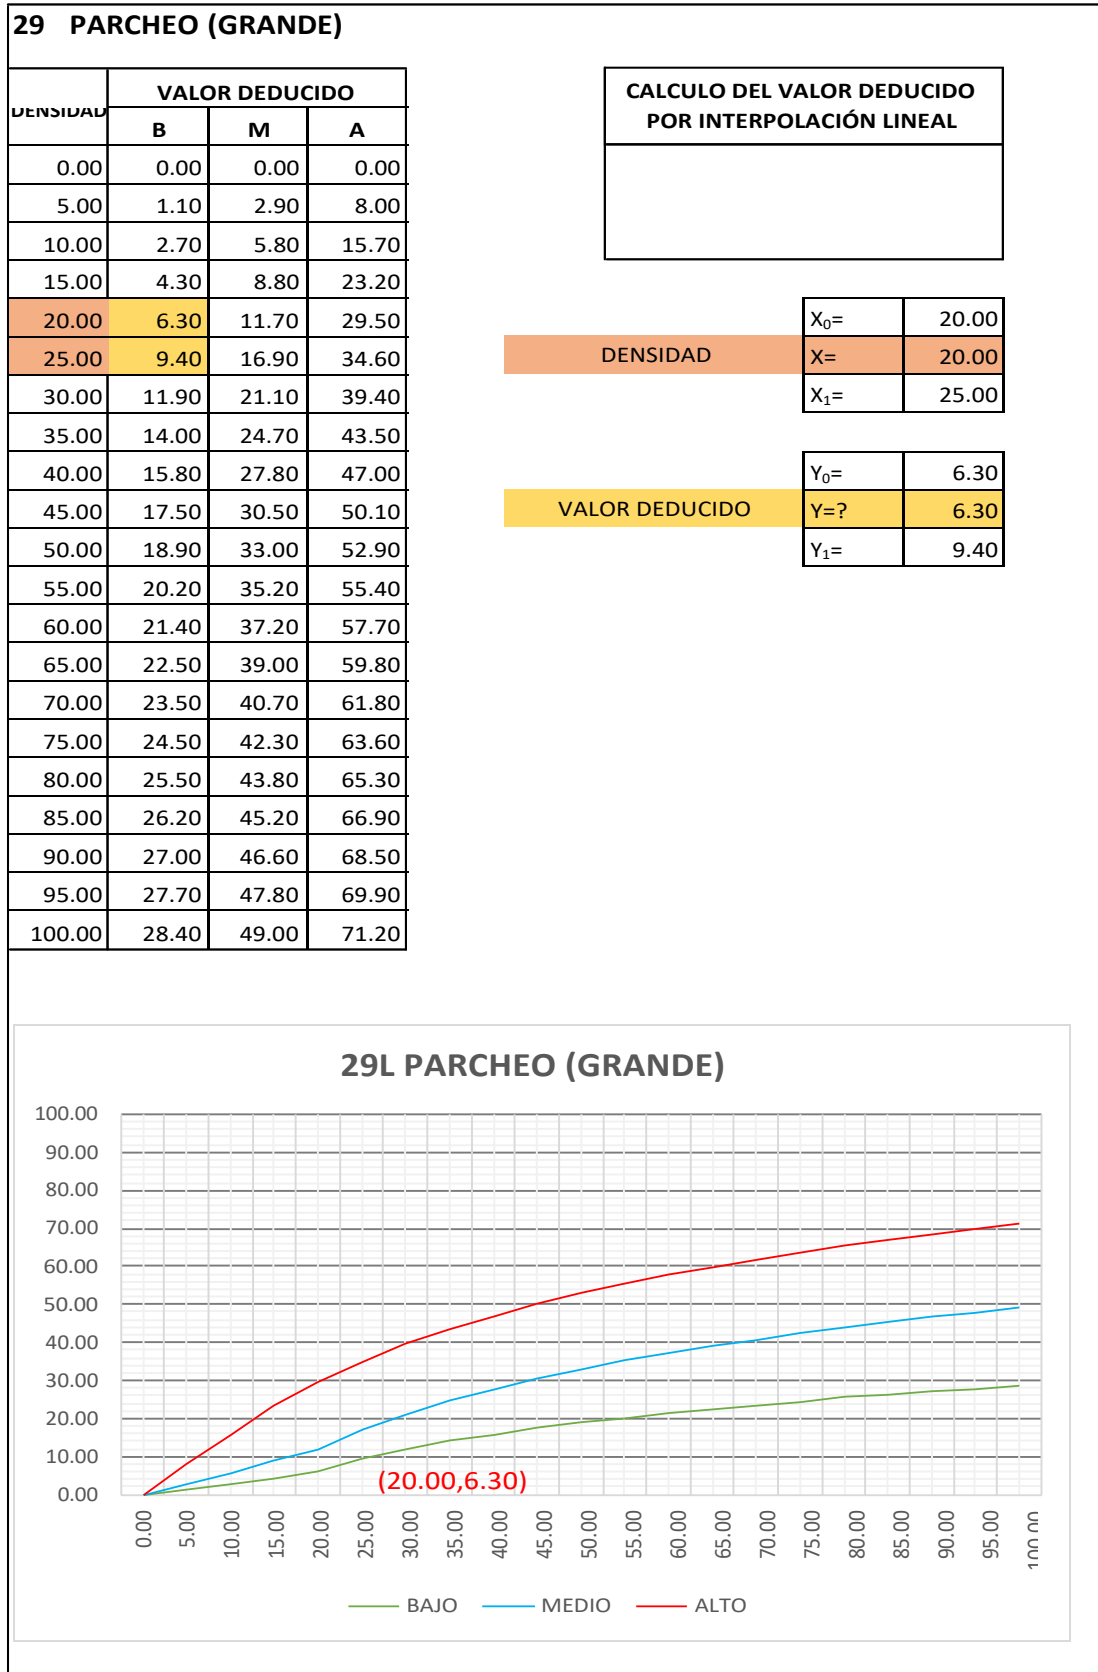 29 PARCHEO (GRANDE)
DENSIDAD VALOR DEDUCIDO
B M A
0.00 0.00 0.00 0.00
5.00 1.10 2.90 8.00
10.00 2.70 5.80 15.70
15.00 4.30 8.80 23.20
20.00 6.30 11.70 29.50
25.00 9.40 16.90 34.60
30.00 11.90 21.10 39.40
35.00 14.00 24.70 43.50
40.00 15.80 27.80 47.00
45.00 17.50 30.50 50.10
50.00 18.90 33.00 52.90
55.00 20.20 35.20 55.40
60.00 21.40 37.20 57.70
65.00 22.50 39.00 59.80
70.00 23.50 40.70 61.80
75.00 24.50 42.30 63.60
80.00 25.50 43.80 65.30
85.00 26.20 45.20 66.90
90.00 27.00 46.60 68.50
95.00 27.70 47.80 69.90
100.00 28.40 49.00 71.20
CALCULO DEL VALOR DEDUCIDO
POR INTERPOLACIÓN LINEAL
X₀= 20.00
DENSIDAD X= 20.00
X₁= 25.00
Y₀= 6.30
VALOR DEDUCIDO Y=? 6.30
Y₁= 9.40
29L PARCHEO (GRANDE)
100.00
90.00
80.00
70.00
60.00
50.00
40.00
30.00
20.00
10.00
0.00
(20.00,6.30)
0.00 5.00 10.00 15.00 20.00 25.00 30.00 35.00 40.00 45.00 50.00 55.00 60.00 65.00 70.00 75.00 80.00 85.00 90.00 95.00 100.00
BAJO MEDIO ALTO